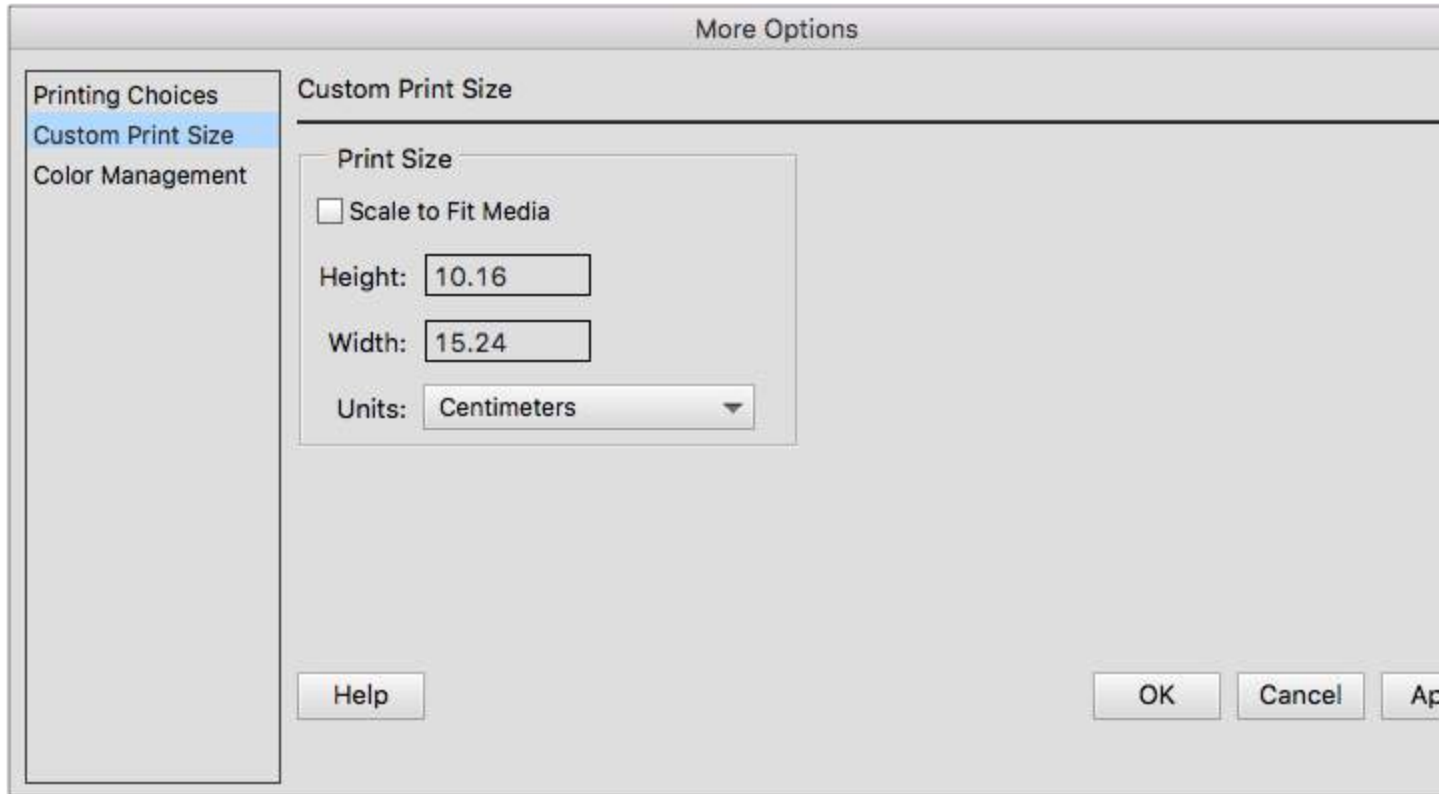 More Options
Printing Choices
Custom Print Size
Color Management
Custom Print Size
Print Size
Scale to Fit Media
Height: 10.16
Width: 15.24
Units: Centimeters
Help
OK Cancel Ap